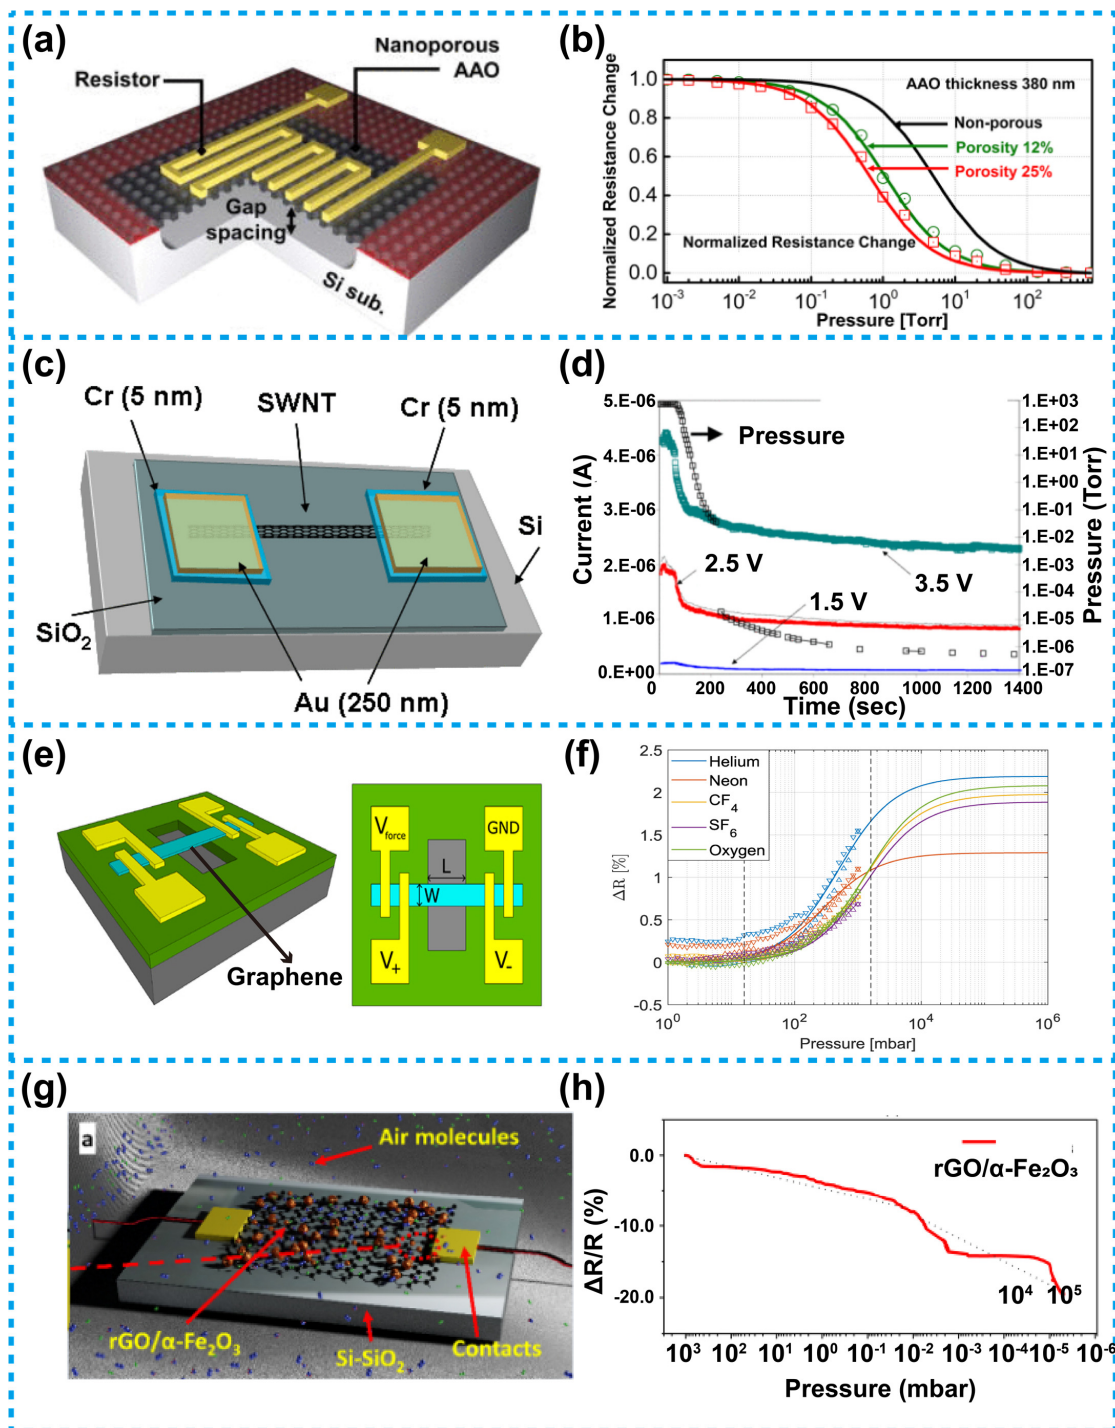 (a)
Resistor
Nanoporous
AAO
Gap
spacing
Si sub.
(b)
Normalized Resistance Change
1.0
0.8
0.6
0.4
0.2
0.0
AAO thickness 380 nm
Non-porous
Porosity 12%
Porosity 25%
Normalized Resistance Change
10⁻³ 10⁻² 10⁻¹ 10⁰ 10¹ 10²
Pressure [Torr]
(c)
Cr (5 nm)
SWNT
Cr (5 nm)
Si
SiO₂
Au (250 nm)
(d)
Current (A)
5.E-06
4.E-06
3.E-06
2.E-06
1.E-06
0.E+00
Pressure
2.5 V
1.5 V
3.5 V
1.E+03
1.E+02
1.E+01
1.E+00
1.E-01
1.E-02
1.E-03
1.E-04
1.E-05
1.E-06
1.E-07
Pressure (Torr)
0 200 400 600 800 1000 1200 1400
Time (sec)
(e)
Graphene
Vforce
GND
L
W
V₊
V₋
(f)
ΔR [%]
2.5
2
1.5
1
0.5
0
-0.5
Helium
Neon
CF₄
SF₆
Oxygen
10⁰ 10² 10⁴ 10⁶
Pressure [mbar]
(g)
a
Air molecules
rGO/α-Fe₂O₃
Si-SiO₂
Contacts
(h)
ΔR/R (%)
0.0
-10.0
-20.0
rGO/α-Fe₂O₃
10⁴ 10⁵
10³ 10² 10¹ 10⁰ 10⁻¹ 10⁻² 10⁻³ 10⁻⁴ 10⁻⁵ 10⁻⁶
Pressure (mbar)